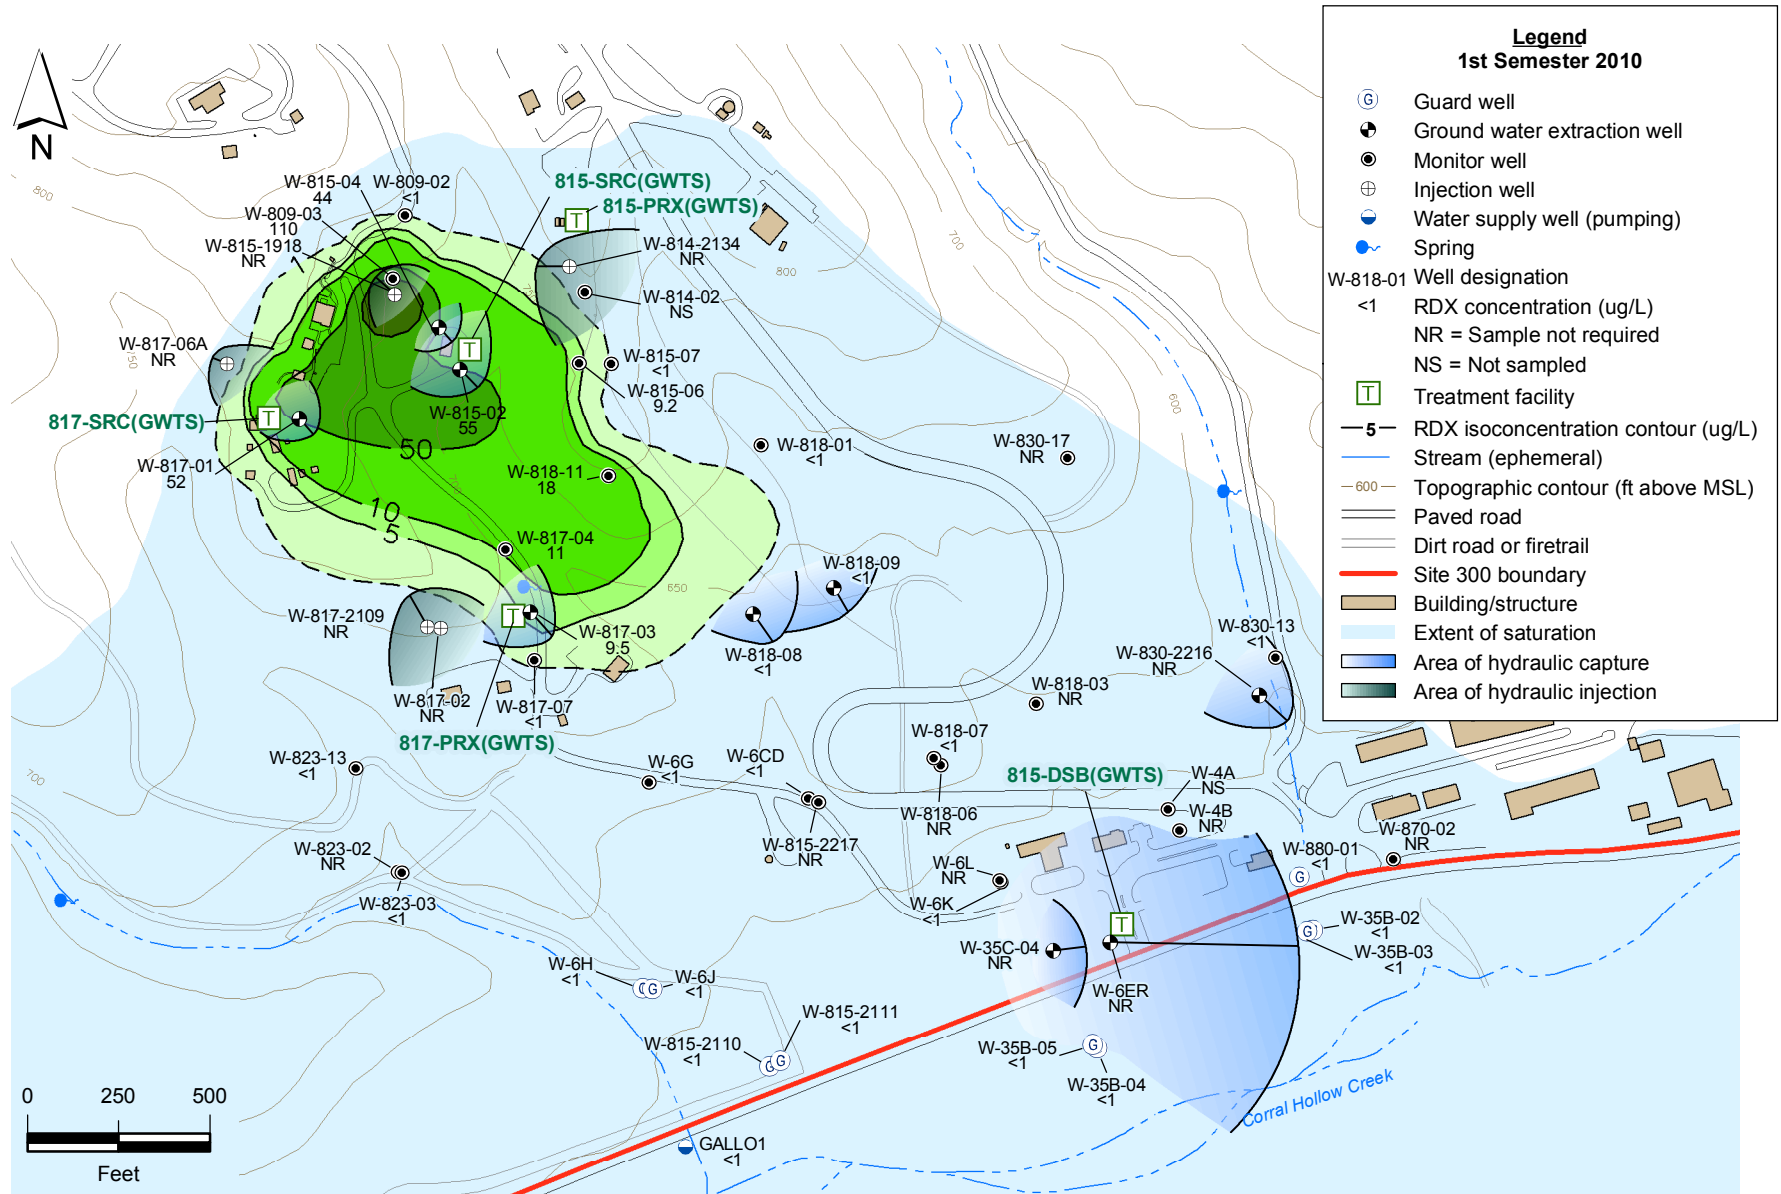 Legend
1st Semester 2010
Guard well
Ground water extraction well
Monitor well
Injection well
Water supply well (pumping)
Spring
W-818-01 Well designation
<1 RDX concentration (ug/L)
NR = Sample not required
NS = Not sampled
T Treatment facility
5 RDX isoconcentration contour (ug/L)
Stream (ephemeral)
600 Topographic contour (ft above MSL)
Paved road
Dirt road or firetrail
Site 300 boundary
Building/structure
Extent of saturation
Area of hydraulic capture
Area of hydraulic injection
N
800
W-815-04
44
W-809-02
<1
W-809-03
110
W-815-1918
NR
1
815-SRC(GWTS)
815-PRX(GWTS)
T
W-814-2134
NR
W-814-02
NS
800
700
600
W-817-06A
NR
750
T
W-815-07
<1
W-815-06
9.2
817-SRC(GWTS)
T
W-815-02
55
50
W-817-01
52
W-818-01
<1
W-830-17
NR
W-818-11
18
10
5
W-817-04
11
650
W-818-09
<1
W-817-2109
NR
T
W-817-03
9.5
W-818-08
<1
W-830-13
<1
W-830-2216
NR
W-817-02
NR
W-817-07
<1
W-818-03
NR
817-PRX(GWTS)
700
W-823-13
<1
W-6G
<1
W-6CD
<1
W-818-07
<1
815-DSB(GWTS)
W-4A
NS
W-818-06
NR
W-4B
NR
W-815-2217
NR
W-870-02
NR
W-823-02
NR
W-6L
NR
W-880-01
<1
G
W-823-03
<1
W-6K
<1
T
W-35B-02
<1
G
W-35B-03
<1
W-35C-04
NR
W-6H
<1
W-6J
<1
G
W-6ER
NR
W-815-2111
<1
W-815-2110
<1
G G
W-35B-05
<1
G
W-35B-04
<1
Corral Hollow Creek
GALLO1
<1
0 250 500
Feet